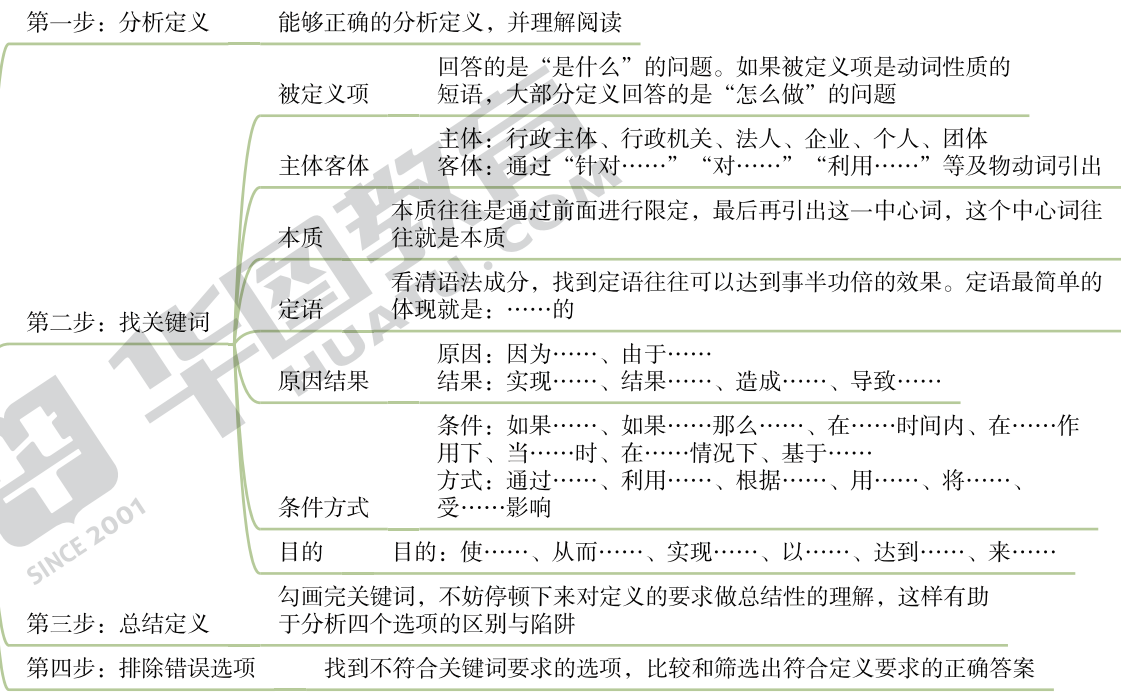 第一步：分析定义
能够正确的分析定义，并理解阅读
被定义项
回答的是“是什么”的问题。如果被定义项是动词性质的
短语，大部分定义回答的是“怎么做”的问题
主体客体
主体：行政主体、行政机关、法人、企业、个人、团体
客体：通过“针对……”“对……”“利用……”等及物动词引出
本质
本质往往是通过前面进行限定，最后再引出这一中心词，这个中心词往
往就是本质
定语
看清语法成分，找到定语往往可以达到事半功倍的效果。定语最简单的
体现就是：……的
第二步：找关键词
原因结果
原因：因为……、由于……
结果：实现……、结果……、造成……、导致……
条件方式
条件：如果……、如果……那么……、在……时间内、在……作
用下、当……时、在……情况下、基于……
方式：通过……、利用……、根据……、用……、将……、
受……影响
目的
目的：使……、从而……、实现……、以……、达到……、来……
第三步：总结定义
勾画完关键词，不妨停顿下来对定义的要求做总结性的理解，这样有助
于分析四个选项的区别与陷阱
第四步：排除错误选项
找到不符合关键词要求的选项，比较和筛选出符合定义要求的正确答案
华图教育
HUATU.COM
SINCE 2001